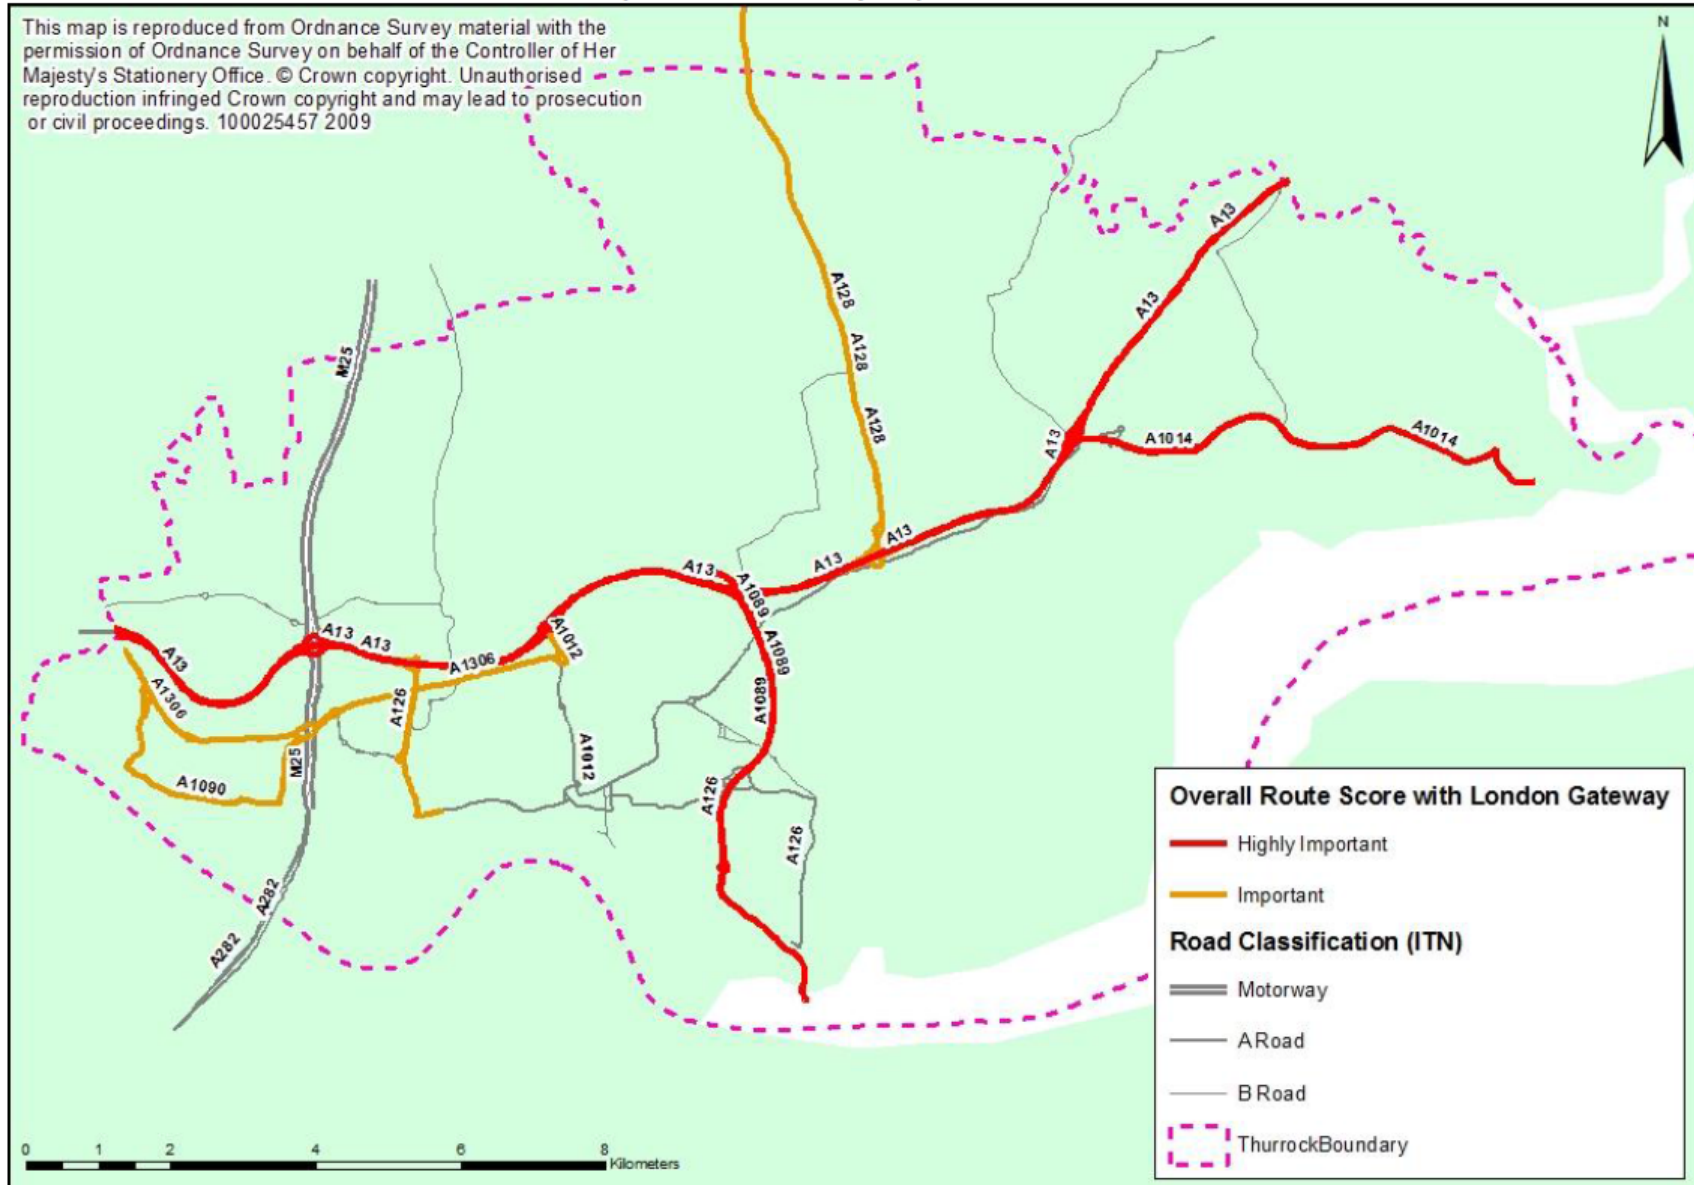 This map is reproduced from Ordnance Survey material with the
permission of Ordnance Survey on behalf of the Controller of Her
Majesty's Stationery Office. © Crown copyright. Unauthorised
reproduction infringed Crown copyright and may lead to prosecution
or civil proceedings. 100025457 2009
N
A13
A128
A13
M25
A128
A128
A13
A1014
A1014
A13
A13
A13
A1089
A13
A13
A1012
A1306
A1089
A13
A1306
A126
A1089
M25
A1012
A1090
A126
A126
A282
A282
Overall Route Score with London Gateway
Highly Important
Important
Road Classification (ITN)
Motorway
A Road
B Road
ThurrockBoundary
0 1 2 4 6 8
Kilometers